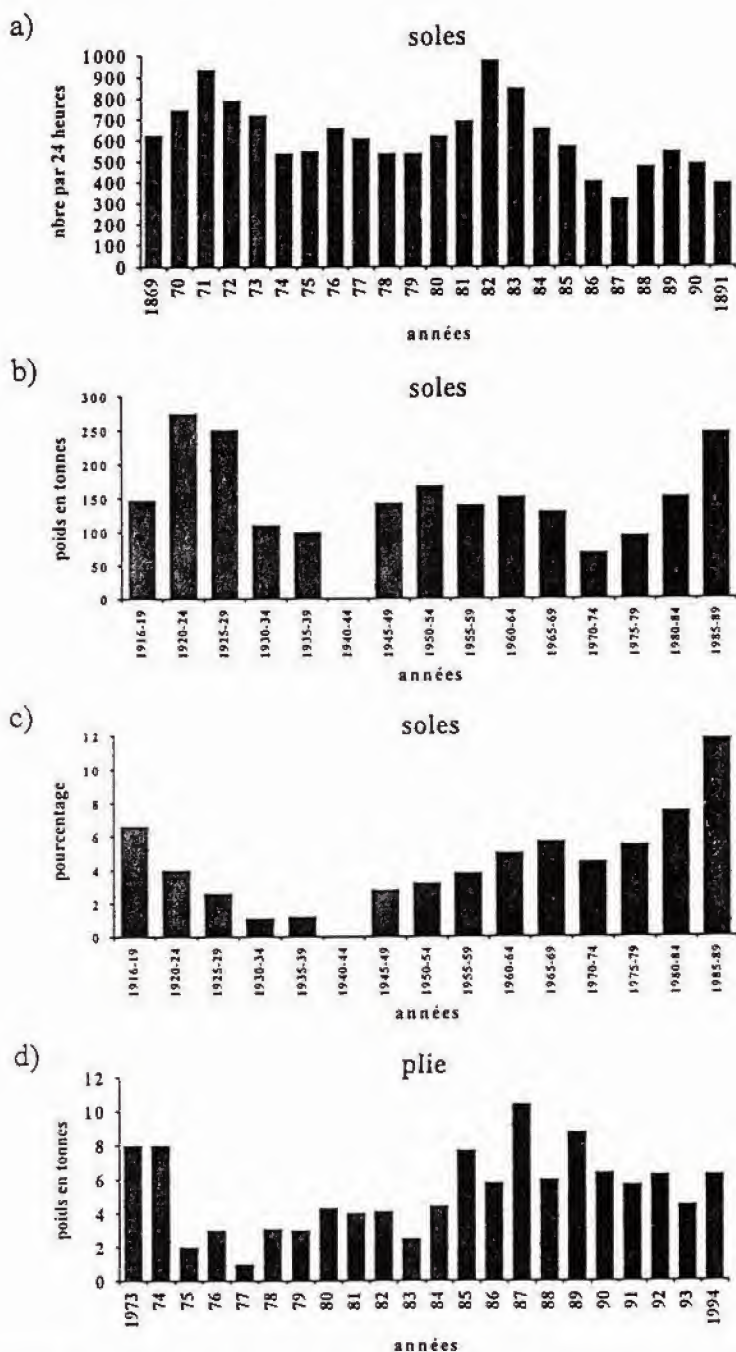 a)
soles
nbre par 24 heures
1000
900
800
700
600
500
400
300
200
100
0
1869 70 71 72 73 74 75 76 77 78 79 80 81 82 83 84 85 86 87 88 89 90 1891
années
b)
soles
poids en tonnes
300
250
200
150
100
50
0
1916-19 1920-24 1925-29 1930-34 1935-39 1940-44 1945-49 1950-54 1955-59 1960-64 1965-69 1970-74 1975-79 1980-84 1985-89
années
c)
soles
pourcentage
12
10
8
6
4
2
0
1916-19 1920-24 1925-29 1930-34 1935-39 1940-44 1945-49 1950-54 1955-59 1960-64 1965-69 1970-74 1975-79 1980-84 1985-89
années
d)
plie
poids en tonnes
12
10
8
6
4
2
0
1973 74 75 76 77 78 79 80 81 82 83 84 85 86 87 88 89 90 91 92 93 1994
années